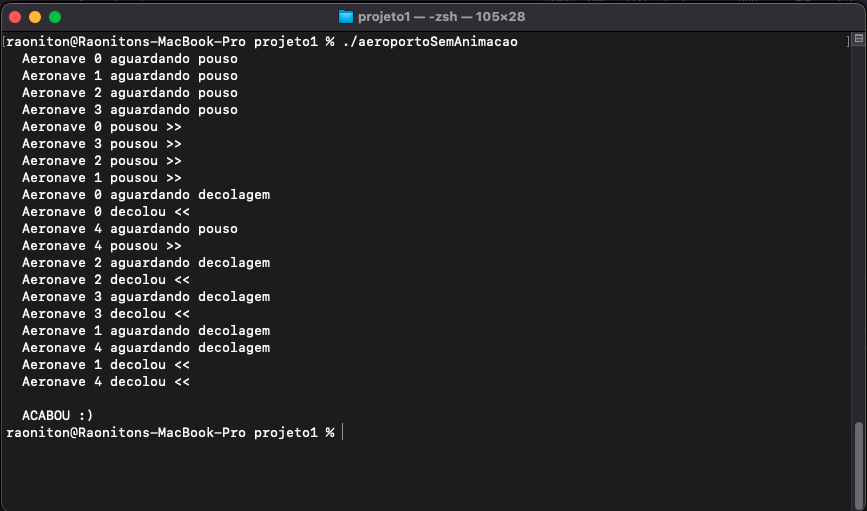 projeto1 — -zsh — 105×28
[raoniton@Raonitons-MacBook-Pro projeto1 % ./aeroportoSemAnimacao ]
Aeronave 0 aguardando pouso
Aeronave 1 aguardando pouso
Aeronave 2 aguardando pouso
Aeronave 3 aguardando pouso
Aeronave 0 pousou >>
Aeronave 3 pousou >>
Aeronave 2 pousou >>
Aeronave 1 pousou >>
Aeronave 0 aguardando decolagem
Aeronave 0 decolou <<
Aeronave 4 aguardando pouso
Aeronave 4 pousou >>
Aeronave 2 aguardando decolagem
Aeronave 2 decolou <<
Aeronave 3 aguardando decolagem
Aeronave 3 decolou <<
Aeronave 1 aguardando decolagem
Aeronave 4 aguardando decolagem
Aeronave 1 decolou <<
Aeronave 4 decolou <<
ACABOU :)
raoniton@Raonitons-MacBook-Pro projeto1 %